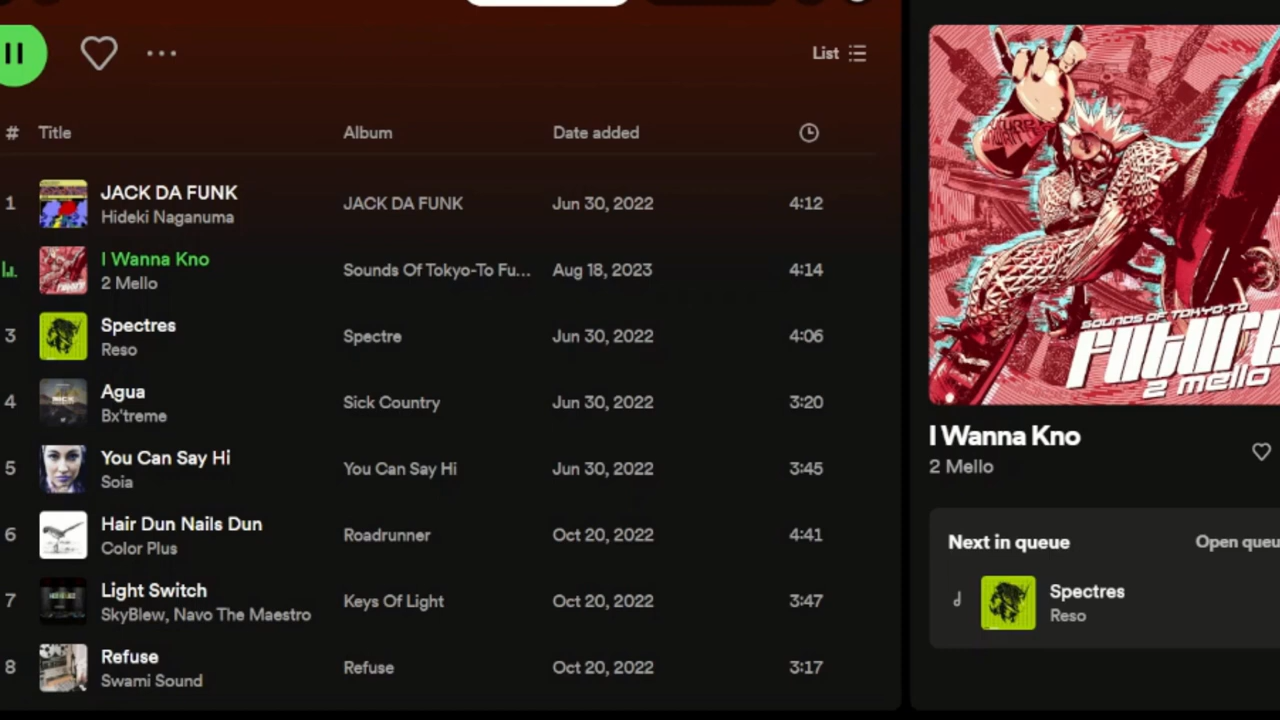 List
# Title Album Date added
1 JACK DA FUNK JACK DA FUNK Jun 30, 2022 4:12
Hideki Naganuma
I Wanna Kno Sounds Of Tokyo-To Fu... Aug 18, 2023 4:14
2 Mello
3 Spectres Spectre Jun 30, 2022 4:06
Reso
4 Agua Sick Country Jun 30, 2022 3:20
Bx'treme
5 You Can Say Hi You Can Say Hi Jun 30, 2022 3:45
Soia
6 Hair Dun Nails Dun Roadrunner Oct 20, 2022 4:41
Color Plus
7 Light Switch Keys Of Light Oct 20, 2022 3:47
SkyBlew, Navo The Maestro
8 Refuse Refuse Oct 20, 2022 3:17
Swami Sound
SOUNDS OF TOKYO-TO
FUTURE
2 mello
I Wanna Kno
2 Mello
Next in queue Open queu
Spectres
Reso